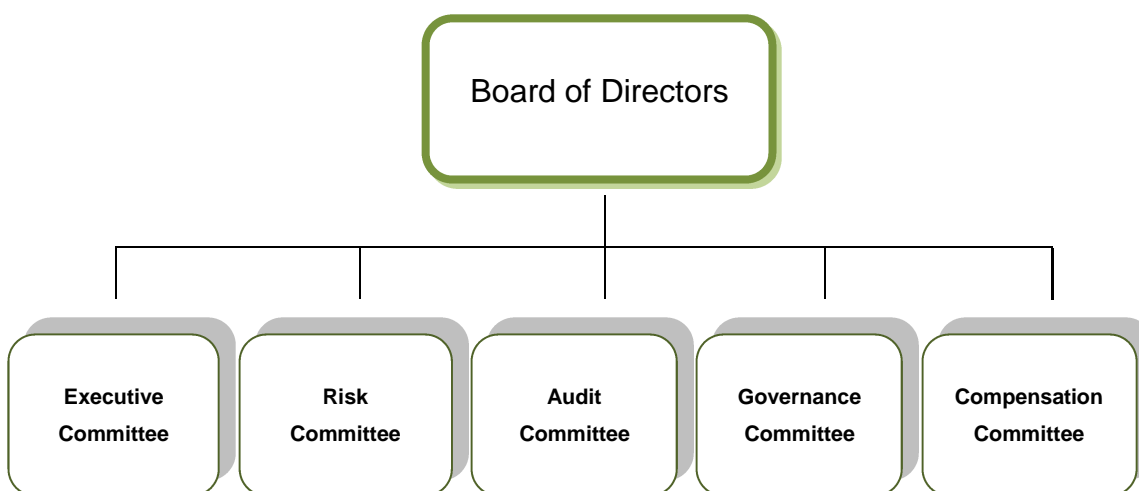 Board of Directors
Executive
Committee
Risk
Committee
Audit
Committee
Governance
Committee
Compensation
Committee